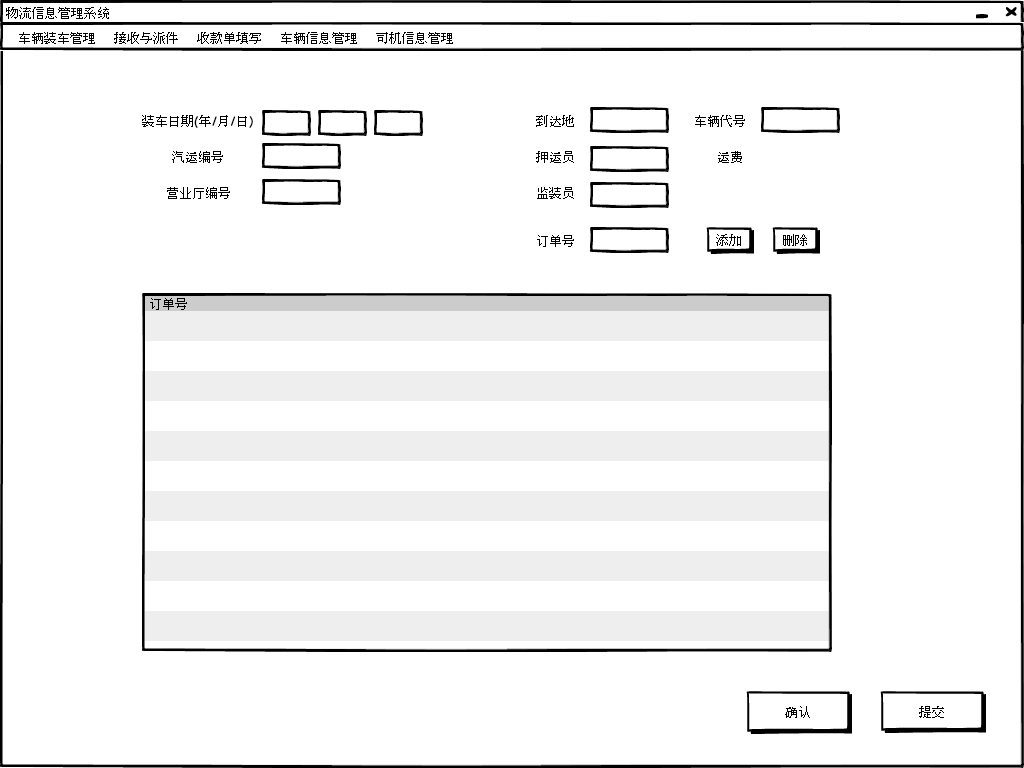 物流信息管理系统
车辆装车管理 接收与派件 收款单填写 车辆信息管理 司机信息管理
装车日期(年/月/日) 到达地 车辆代号
汽运编号 押运员 运费
营业厅编号 监装员
订单号 添加 删除
订单号
确认 提交